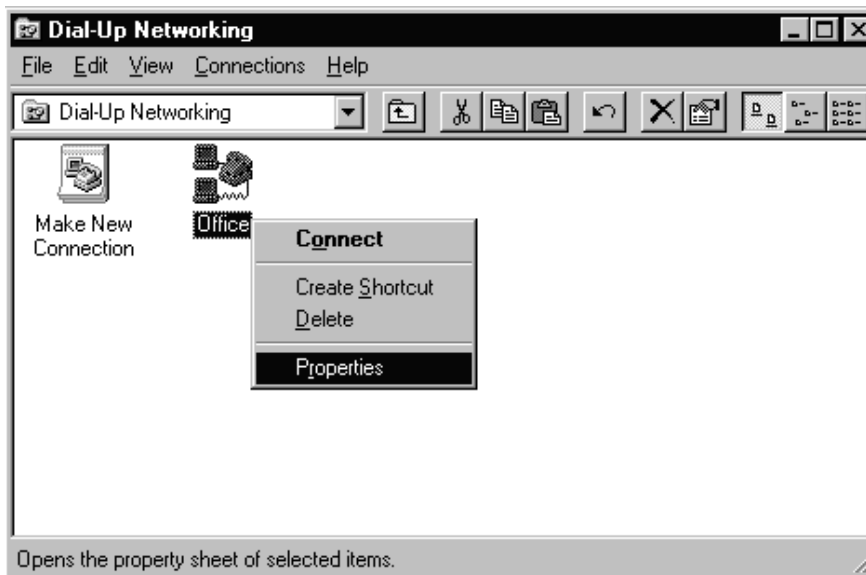 Dial-Up Networking
File Edit View Connections Help
Dial-Up Networking
Make New
Connection
Office
Connect
Create Shortcut
Delete
Properties
Opens the property sheet of selected items.